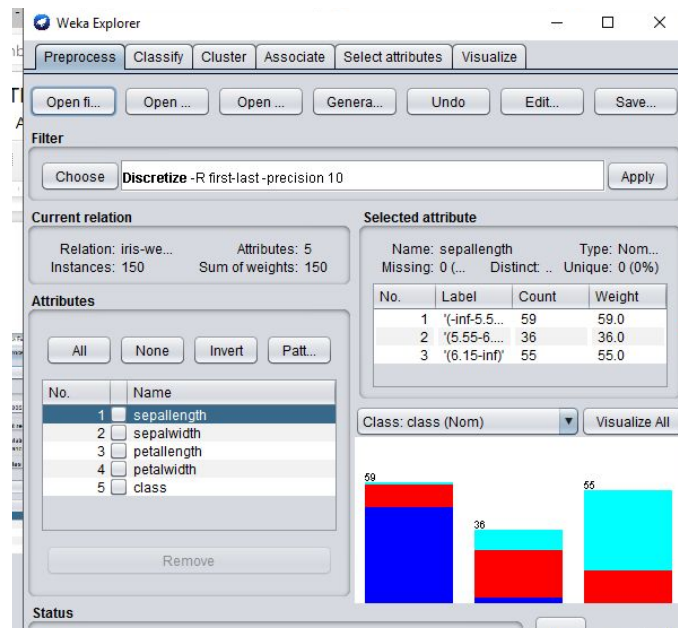 Weka Explorer
Preprocess Classify Cluster Associate Select attributes Visualize
Open fi... Open ... Open ... Genera... Undo Edit... Save...
Filter
Choose Discretize -R first-last -precision 10 Apply
Current relation
Relation: iris-we... Attributes: 5
Instances: 150 Sum of weights: 150
Attributes
All None Invert Patt...
No. Name
1 sepallength
2 sepalwidth
3 petallength
4 petalwidth
5 class
Remove
Status
Selected attribute
Name: sepallength Type: Nom...
Missing: 0 (... Distinct: .. Unique: 0 (0%)
No. Label Count Weight
1 '(-inf-5.5... 59 59.0
2 '(5.55-6.... 36 36.0
3 '(6.15-inf)' 55 55.0
Class: class (Nom) Visualize All
59
36
55